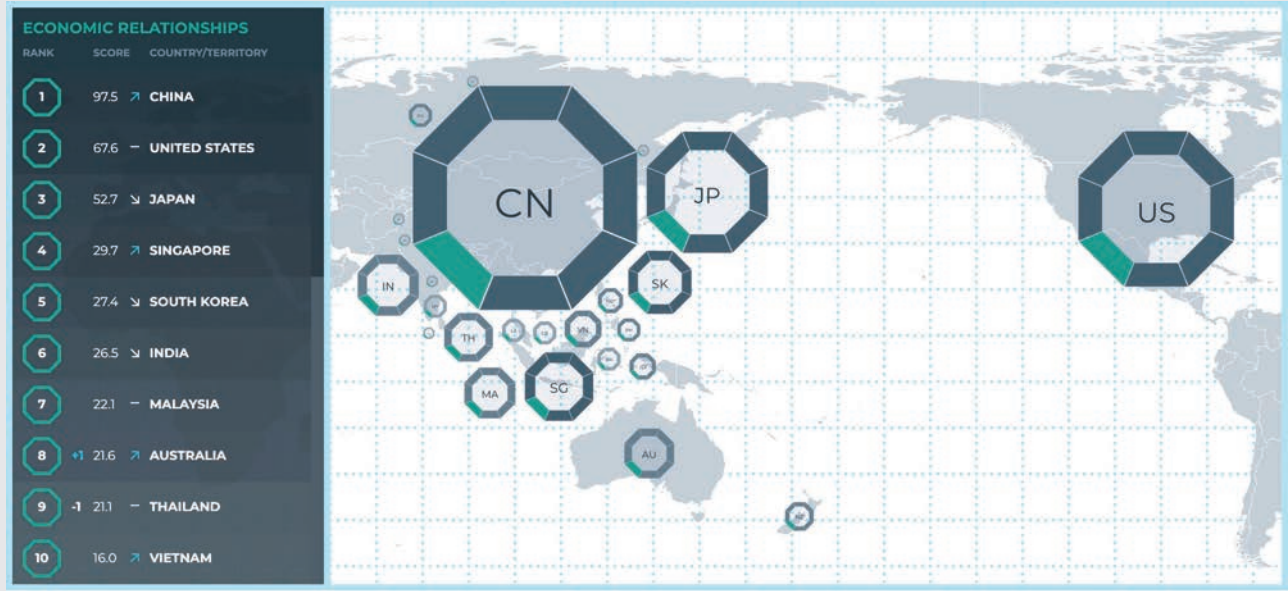 ECONOMIC RELATIONSHIPS
RANK SCORE COUNTRY/TERRITORY
1 97.5 ↗ CHINA
2 67.6 – UNITED STATES
3 52.7 ↘ JAPAN
4 29.7 ↗ SINGAPORE
5 27.4 ↘ SOUTH KOREA
6 26.5 ↘ INDIA
7 22.1 – MALAYSIA
8 +1 21.6 ↗ AUSTRALIA
9 -1 21.1 – THAILAND
10 16.0 ↗ VIETNAM
CN
JP
US
IN
SK
TH
VN
MA
SG
AU
NZ